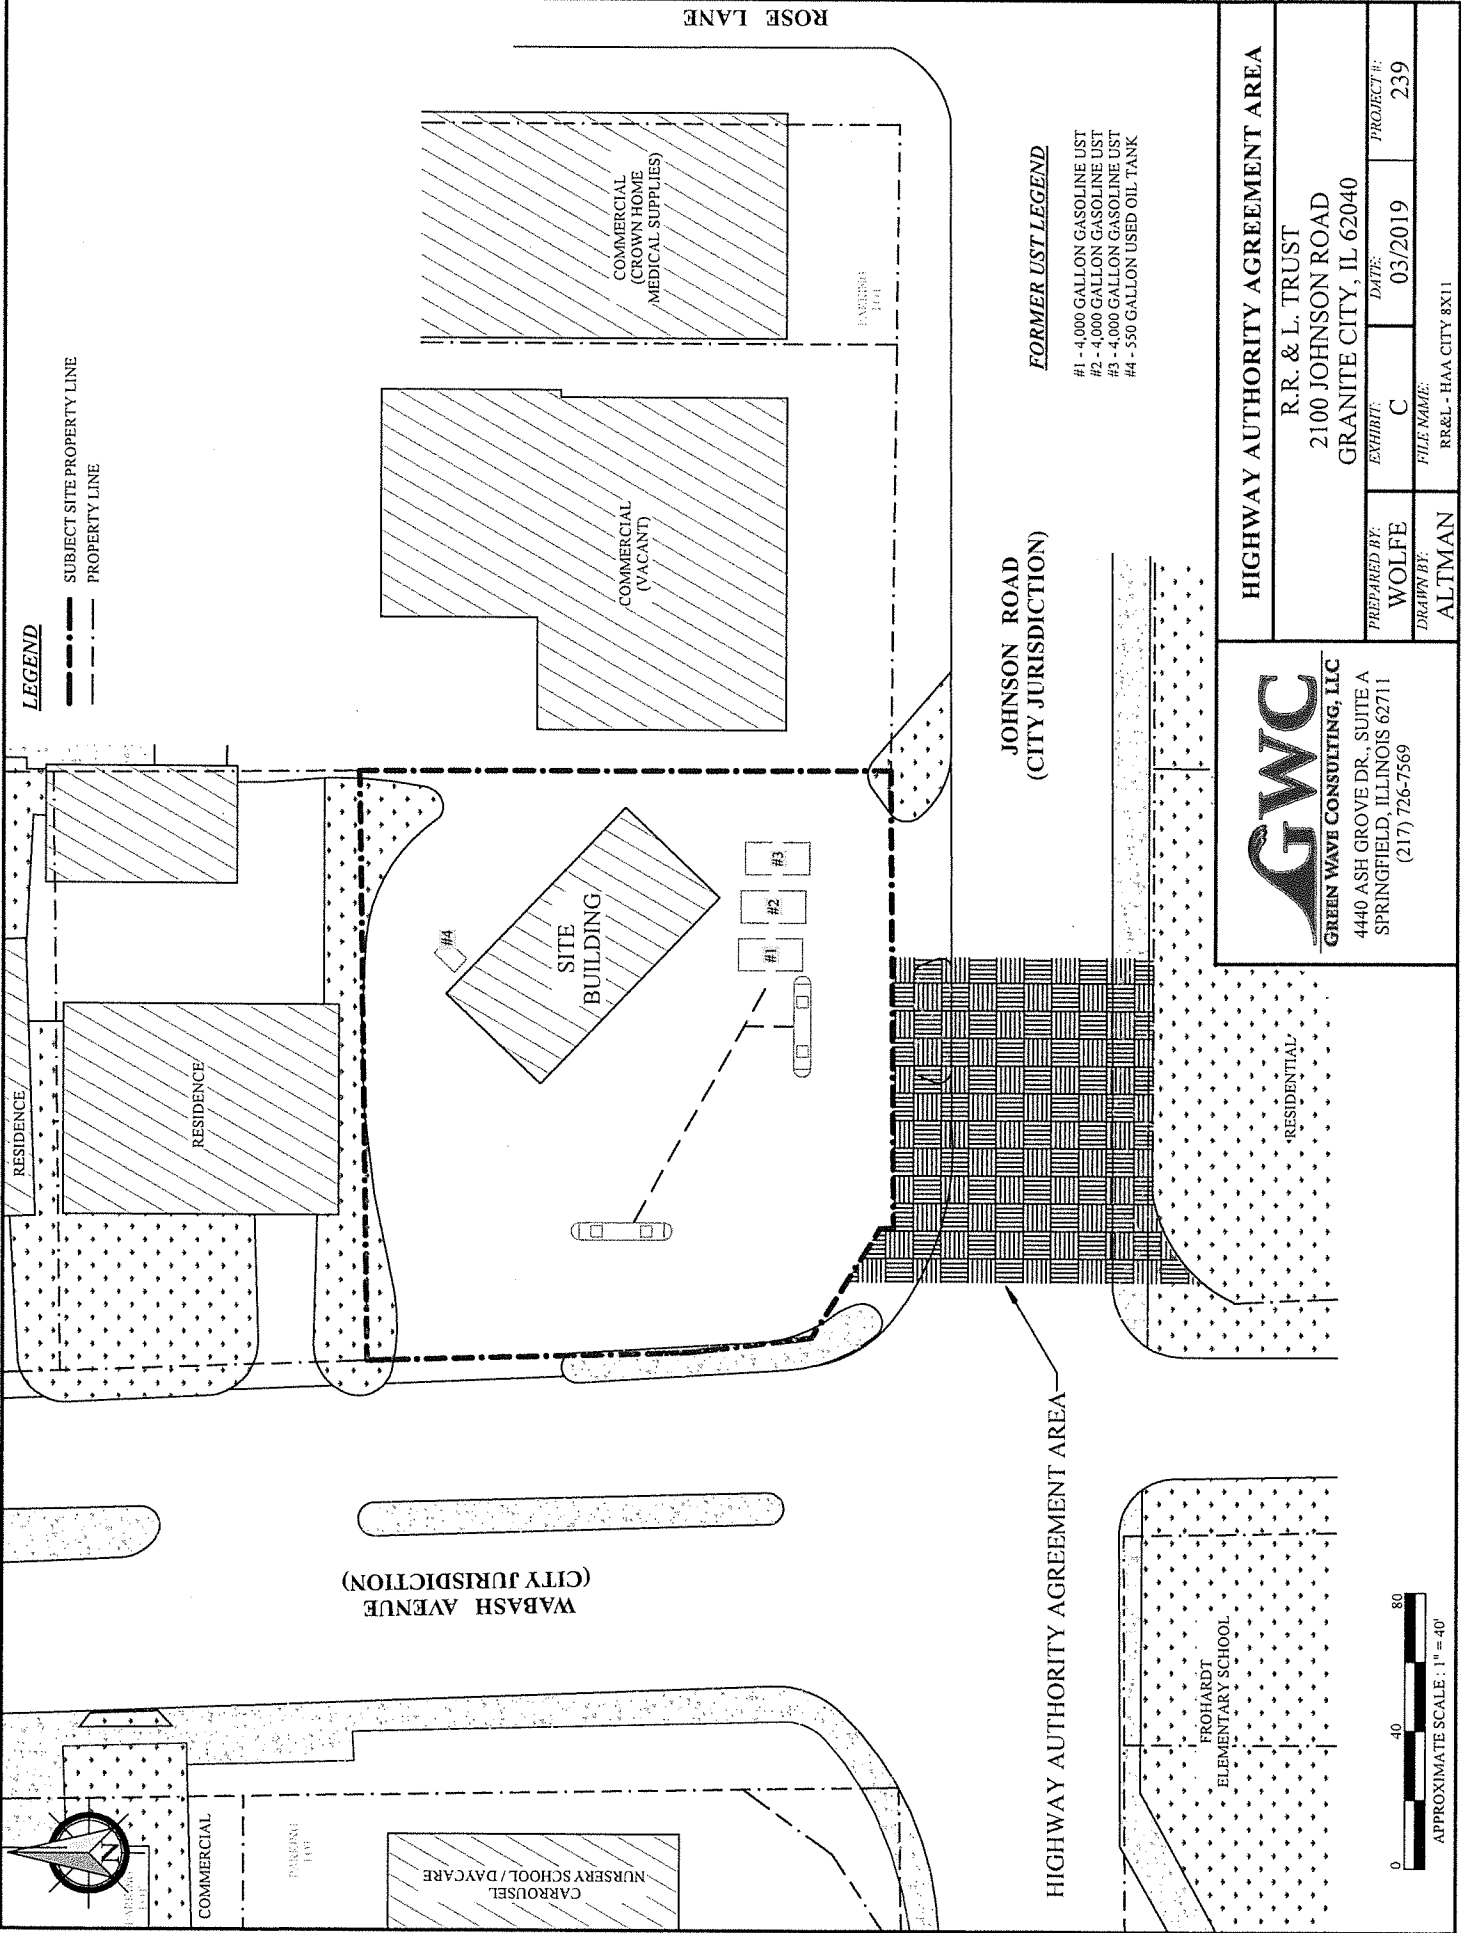 LEGEND
SUBJECT SITE PROPERTY LINE
PROPERTY LINE
ROSE LANE
RESIDENCE
RESIDENCE
COMMERCIAL
(CROWN HOME
MEDICAL SUPPLIES)
PARKING
LOT
COMMERCIAL
(VACANT)
SITE
BUILDING
#4
#1
#2
#3
FORMER UST LEGEND
#1 - 4,000 GALLON GASOLINE UST
#2 - 4,000 GALLON GASOLINE UST
#3 - 4,000 GALLON GASOLINE UST
#4 - 550 GALLON USED OIL TANK
JOHNSON ROAD
(CITY JURISDICTION)
WABASH AVENUE
(CITY JURISDICTION)
N
PARKING
COMMERCIAL
PARKING
LOT
CARROUSEL
NURSERY SCHOOL / DAYCARE
HIGHWAY AUTHORITY AGREEMENT AREA
RESIDENTIAL
FROHARDT
ELEMENTARY SCHOOL
0 40 80
APPROXIMATE SCALE : 1" = 40'
GWC
GREEN WAVE CONSULTING, LLC
4440 ASH GROVE DR., SUITE A
SPRINGFIELD, ILLINOIS 62711
(217) 726-7569
HIGHWAY AUTHORITY AGREEMENT AREA
R.R. & L. TRUST
2100 JOHNSON ROAD
GRANITE CITY, IL 62040
PREPARED BY: EXHIBIT: DATE: PROJECT #:
WOLFE C 03/2019 239
DRAWN BY: FILE NAME:
ALTMAN RR&L - HAA CITY 8X11